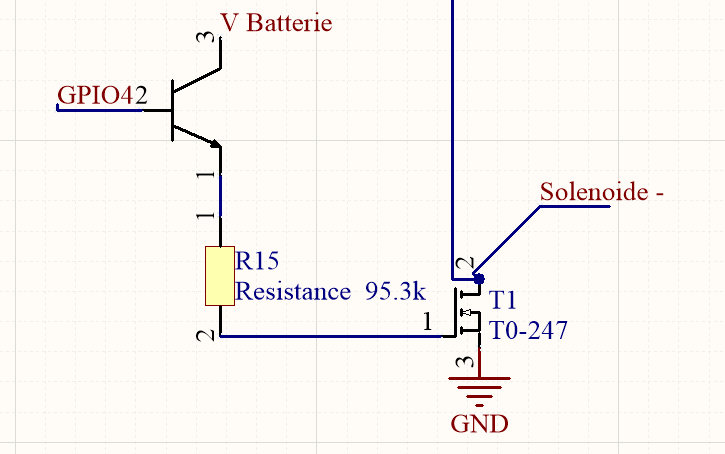 3
V Batterie
GPIO42
1
1
Solenoide -
2
R15
Resistance 95.3k
T1
1
T0-247
2
3
GND